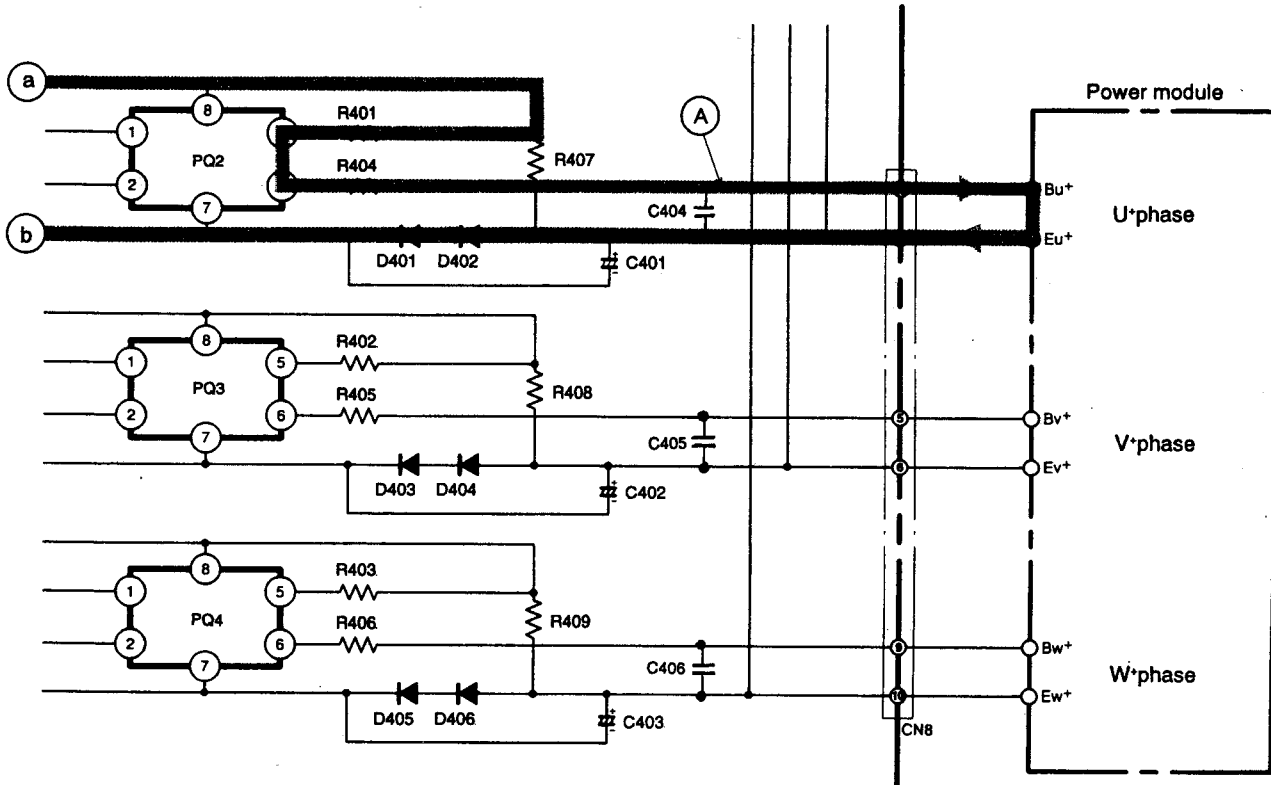 Power module
a
8
R401
1
A
PQ2
R407
R404
2
Bu+
7
C404
U+phase
b
Eu+
D401
D402
C401
8
R402
1
5
PQ3
R408
R405
2
6
Bv+
7
C405
V+phase
Ev+
D403
D404
C402
8
R403
1
5
PQ4
R409
R406
2
6
9
Bw+
7
C406
W+phase
10
Ew+
D405
D406
C403
CN8